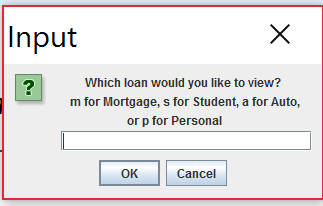 Input
Which loan would you like to view?
m for Mortgage, s for Student, a for Auto,
or p for Personal
OK Cancel